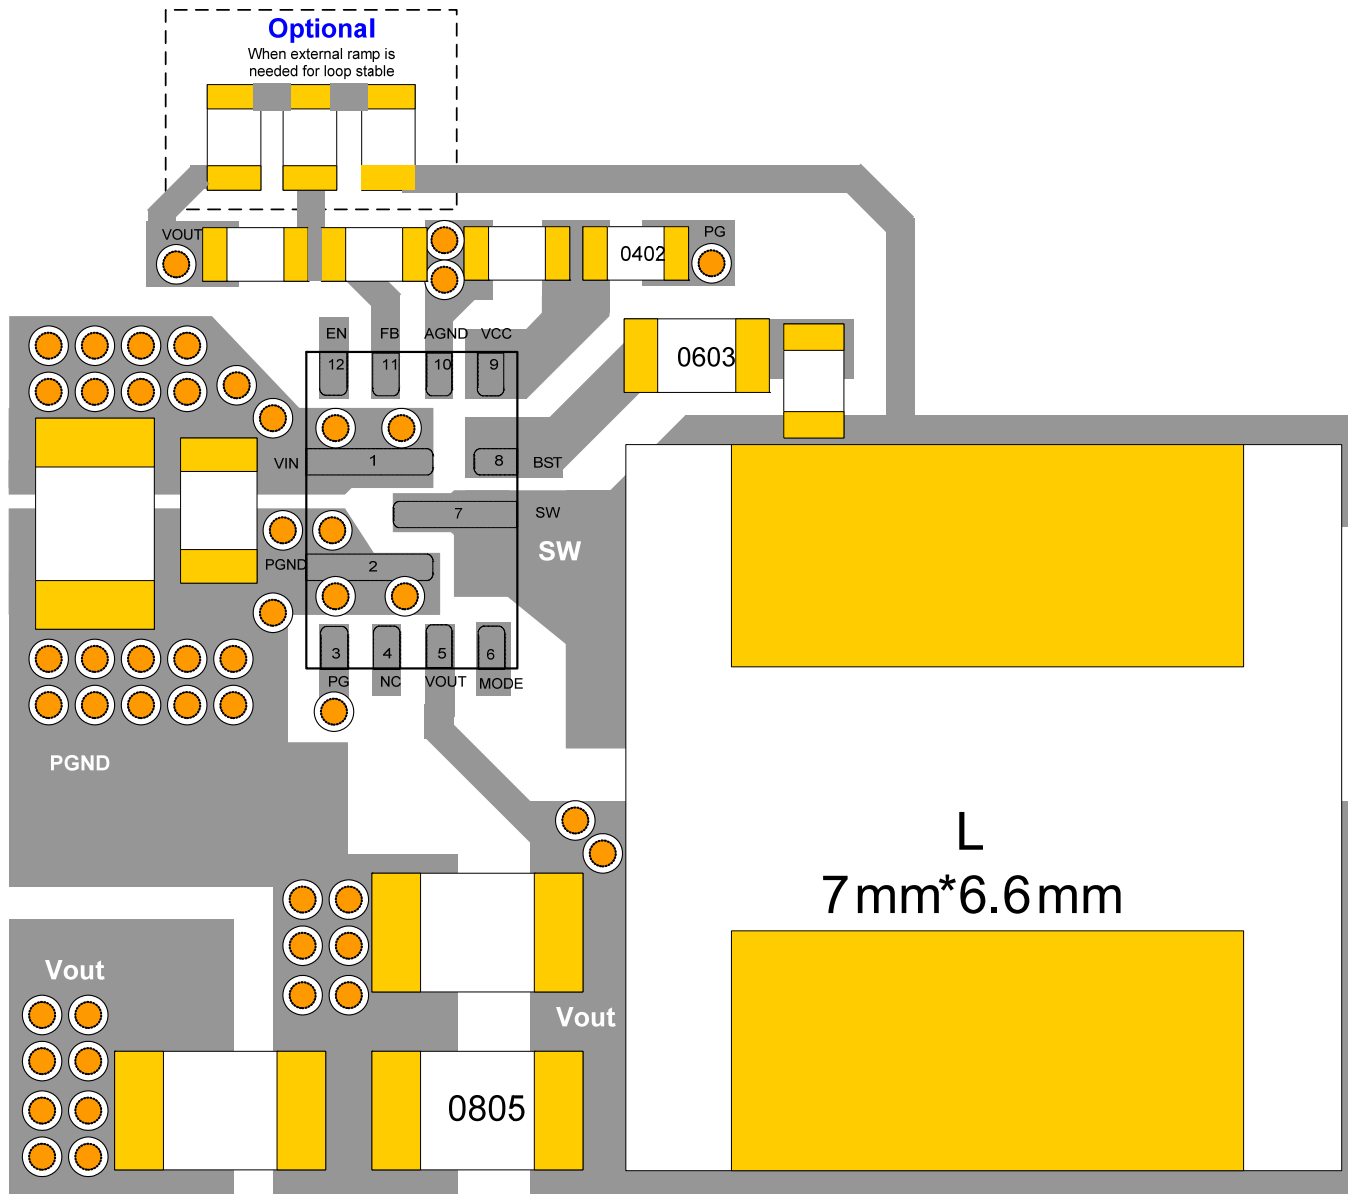 Optional
When external ramp is
needed for loop stable
VOUT
0402
PG
EN
FB
AGND
VCC
12
11
10
9
0603
VIN
1
8
BST
7
SW
SW
PGND
2
3
4
5
6
PG
NC
VOUT
MODE
PGND
L
7mm*6.6mm
Vout
Vout
0805